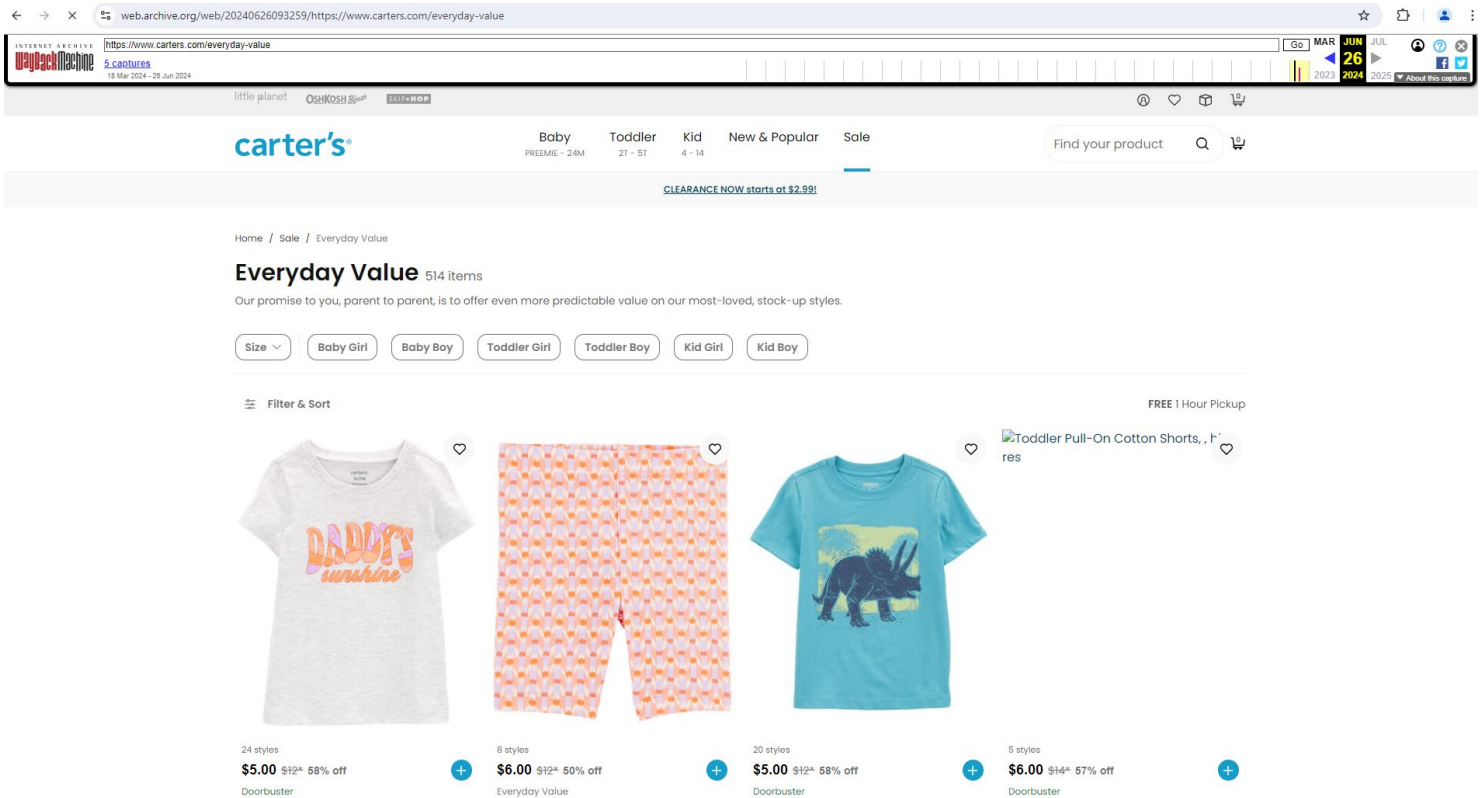 web.archive.org/web/20240626093259/https://www.carters.com/everyday-value
INTERNET ARCHIVE
WayBackMachine
https://www.carters.com/everyday-value
Go
MAR JUN JUL
5 captures
26
18 Mar 2024 - 26 Jun 2024
2023 2024 2025
About this capture
little planet OSHKOSH B'gosh SKIP*HOP
0
carter's
Baby Toddler Kid New & Popular Sale
PREEMIE - 24M 2T - 5T 4 - 14
Find your product
0
CLEARANCE NOW starts at $2.99!
Home / Sale / Everyday Value
Everyday Value 514 items
Our promise to you, parent to parent, is to offer even more predictable value on our most-loved, stock-up styles.
Size Baby Girl Baby Boy Toddler Girl Toddler Boy Kid Girl Kid Boy
Filter & Sort
FREE 1 Hour Pickup
Toddler Pull-On Cotton Shorts, , hi
res
carter's
DADDY'S
sunshine
24 styles 8 styles 20 styles 5 styles
$5.00 $12* 58% off $6.00 $12* 50% off $5.00 $12* 58% off $6.00 $14* 57% off
Doorbuster Everyday Value Doorbuster Doorbuster